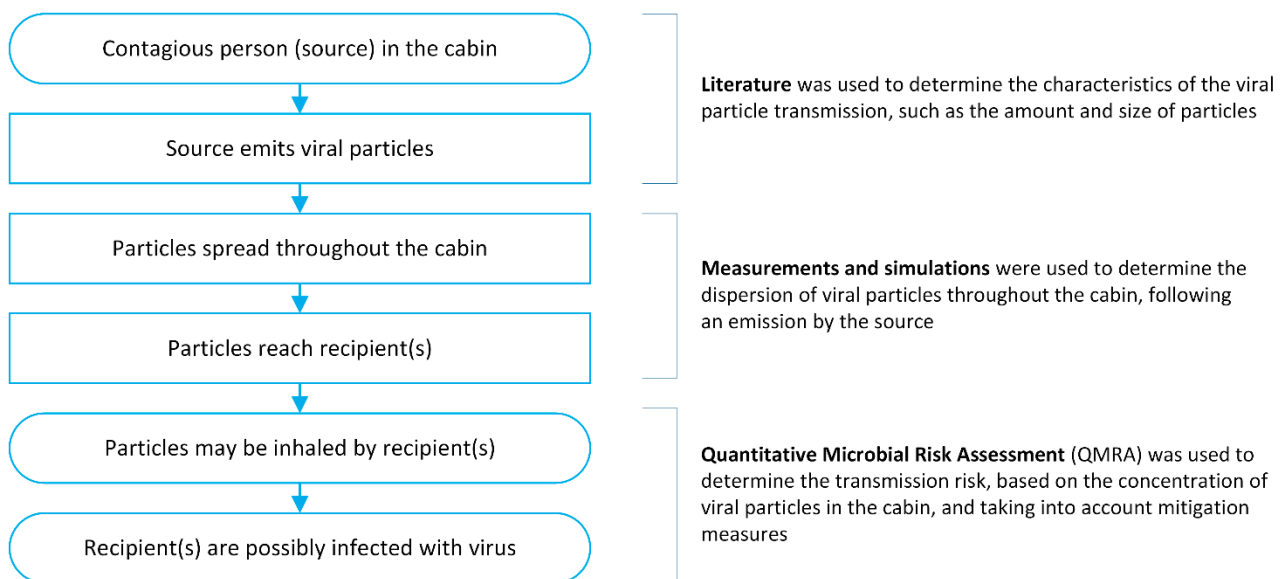 Contagious person (source) in the cabin
Source emits viral particles
Literature was used to determine the characteristics of the viral
particle transmission, such as the amount and size of particles
Particles spread throughout the cabin
Particles reach recipient(s)
Measurements and simulations were used to determine the
dispersion of viral particles throughout the cabin, following
an emission by the source
Particles may be inhaled by recipient(s)
Recipient(s) are possibly infected with virus
Quantitative Microbial Risk Assessment (QMRA) was used to
determine the transmission risk, based on the concentration of
viral particles in the cabin, and taking into account mitigation
measures